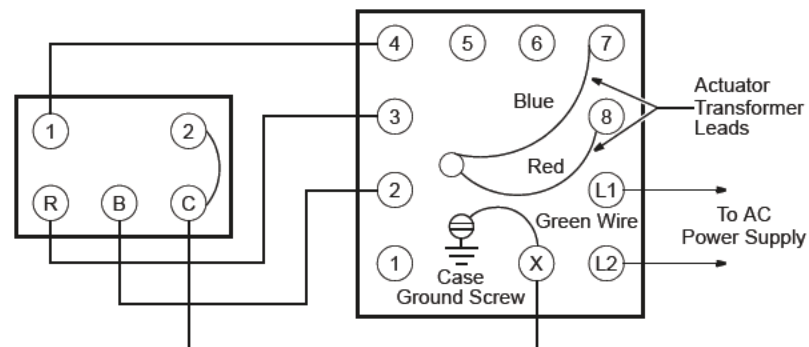 4
5
6
7
Blue
Actuator
Transformer
Leads
8
1
2
3
Red
R
B
C
2
L1
To AC
Power Supply
Green Wire
1
Case
Ground Screw
X
L2